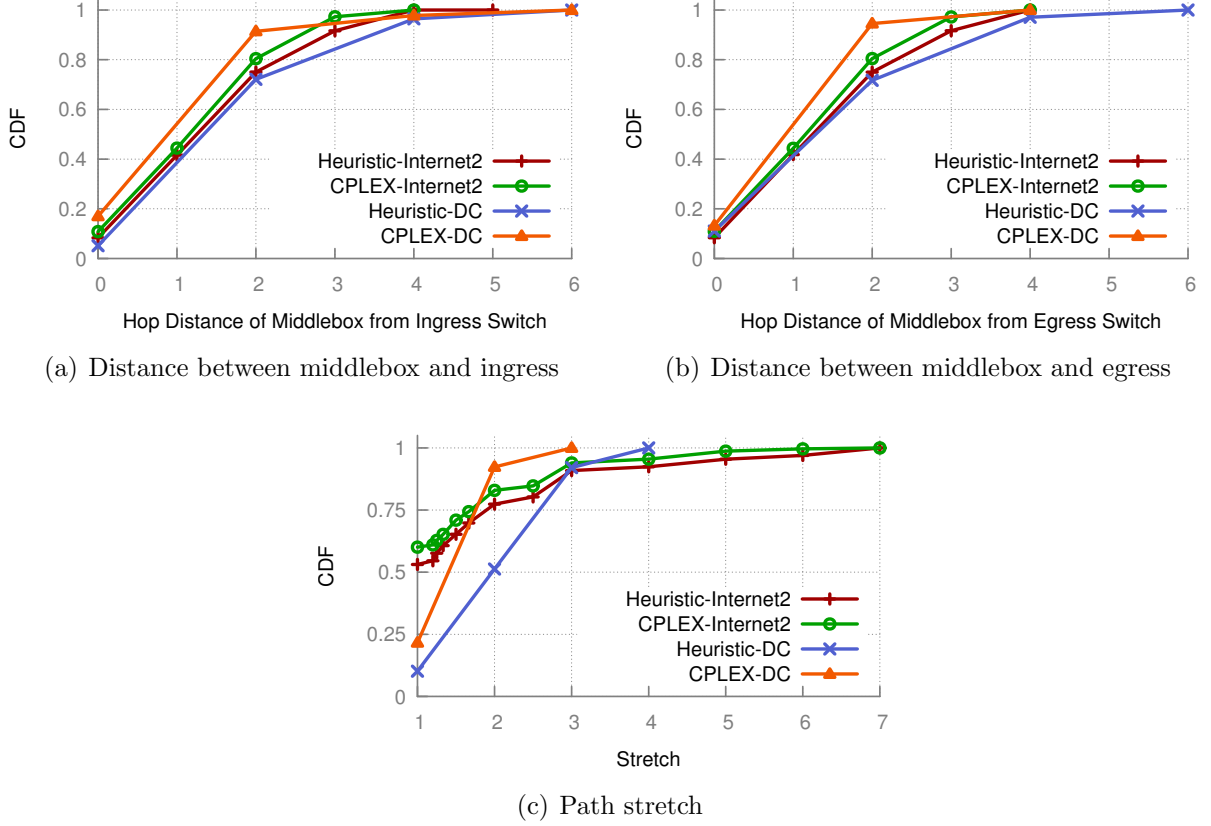 1
0.8
0.6
0.4
0.2
0
CDF
Heuristic-Internet2
CPLEX-Internet2
Heuristic-DC
CPLEX-DC
0 1 2 3 4 5 6
Hop Distance of Middlebox from Ingress Switch
(a) Distance between middlebox and ingress
1
0.8
0.6
0.4
0.2
0
CDF
Heuristic-Internet2
CPLEX-Internet2
Heuristic-DC
CPLEX-DC
0 1 2 3 4 5 6
Hop Distance of Middlebox from Egress Switch
(b) Distance between middlebox and egress
1
0.75
0.5
0.25
0
CDF
Heuristic-Internet2
CPLEX-Internet2
Heuristic-DC
CPLEX-DC
1 2 3 4 5 6 7
Stretch
(c) Path stretch